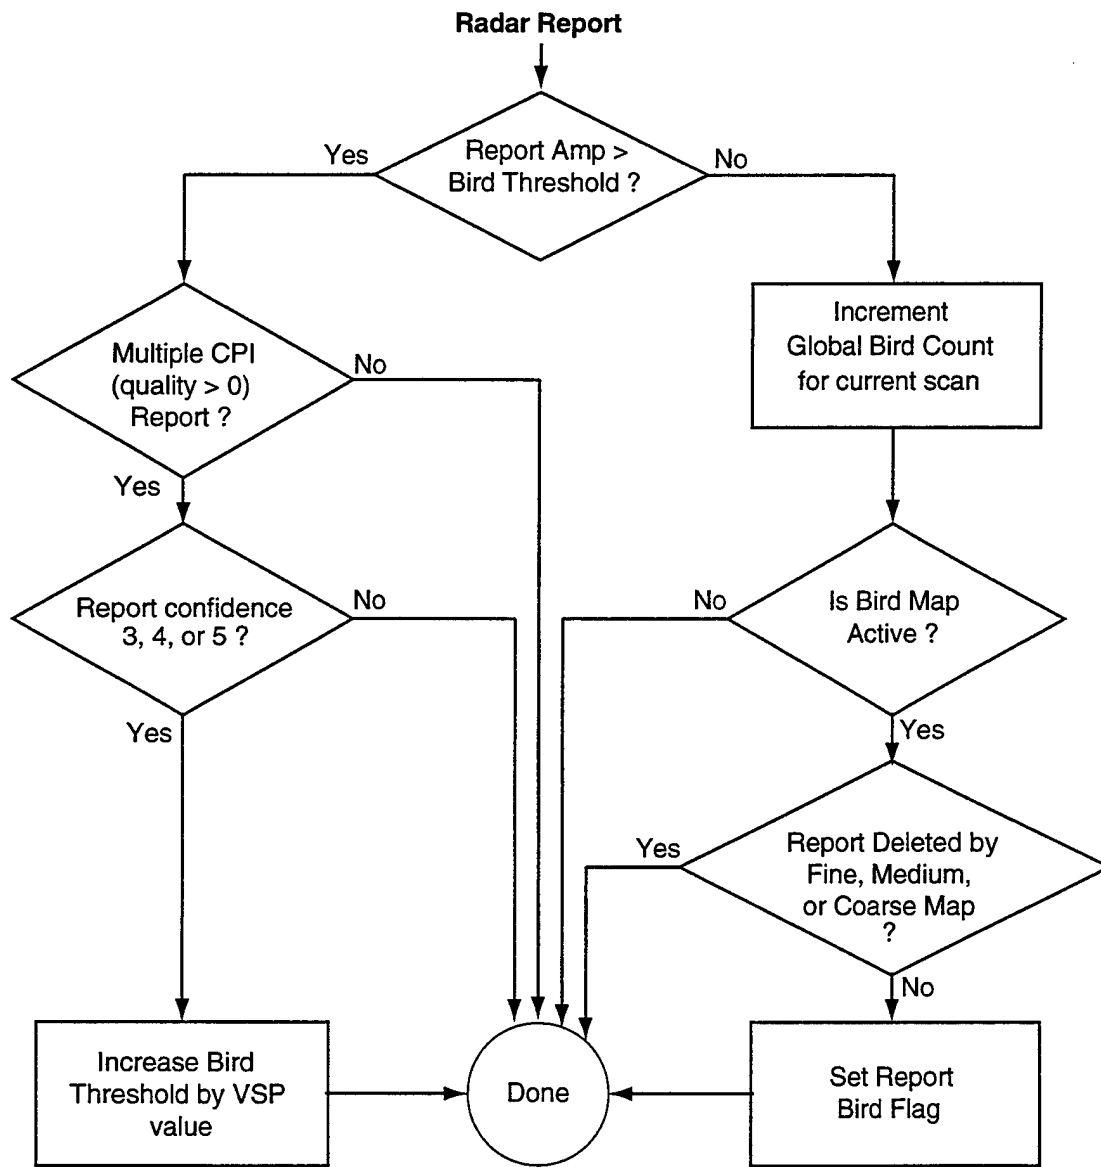 Radar Report
Report Amp >
Bird Threshold ?
Yes
No
Increment
Global Bird Count
for current scan
Multiple CPI
(quality > 0)
Report ?
No
Yes
Report confidence
3, 4, or 5 ?
No
Yes
Is Bird Map
Active ?
No
Yes
Report Deleted by
Fine, Medium,
or Coarse Map
?
Yes
No
Increase Bird
Threshold by VSP
value
Done
Set Report
Bird Flag